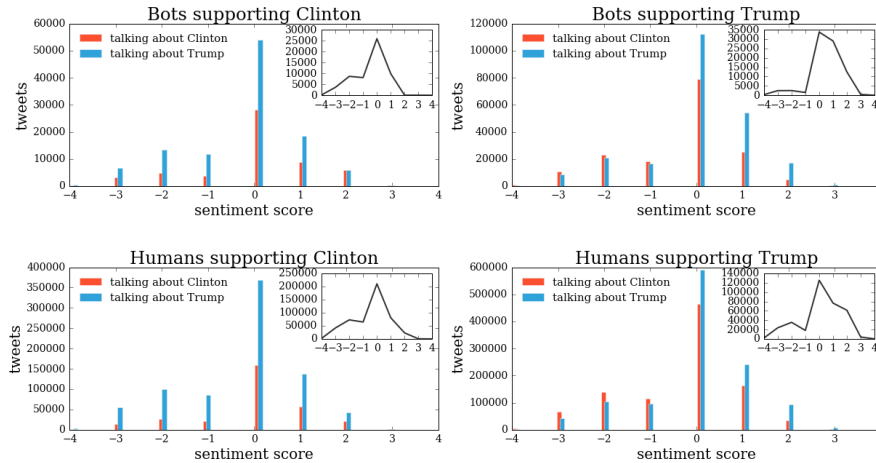 Bots supporting Clinton
60000
50000
40000
30000
20000
10000
0
tweets
talking about Clinton
talking about Trump
30000
25000
20000
15000
10000
5000
0
−4−3−2−1 0 1 2 3 4
−4 −3 −2 −1 0 1 2 3 4
sentiment score
Bots supporting Trump
120000
100000
80000
60000
40000
20000
0
tweets
talking about Clinton
talking about Trump
35000
30000
25000
20000
15000
10000
5000
0
−4−3−2−1 0 1 2 3 4
−4 −3 −2 −1 0 1 2 3
sentiment score
Humans supporting Clinton
400000
350000
300000
250000
200000
150000
100000
50000
0
tweets
talking about Clinton
talking about Trump
250000
200000
150000
100000
50000
0
−4−3−2−1 0 1 2 3 4
−4 −3 −2 −1 0 1 2 3 4
sentiment score
Humans supporting Trump
600000
500000
400000
300000
200000
100000
0
tweets
talking about Clinton
talking about Trump
140000
120000
100000
80000
60000
40000
20000
0
−4−3−2−1 0 1 2 3 4
−4 −3 −2 −1 0 1 2 3 4
sentiment score